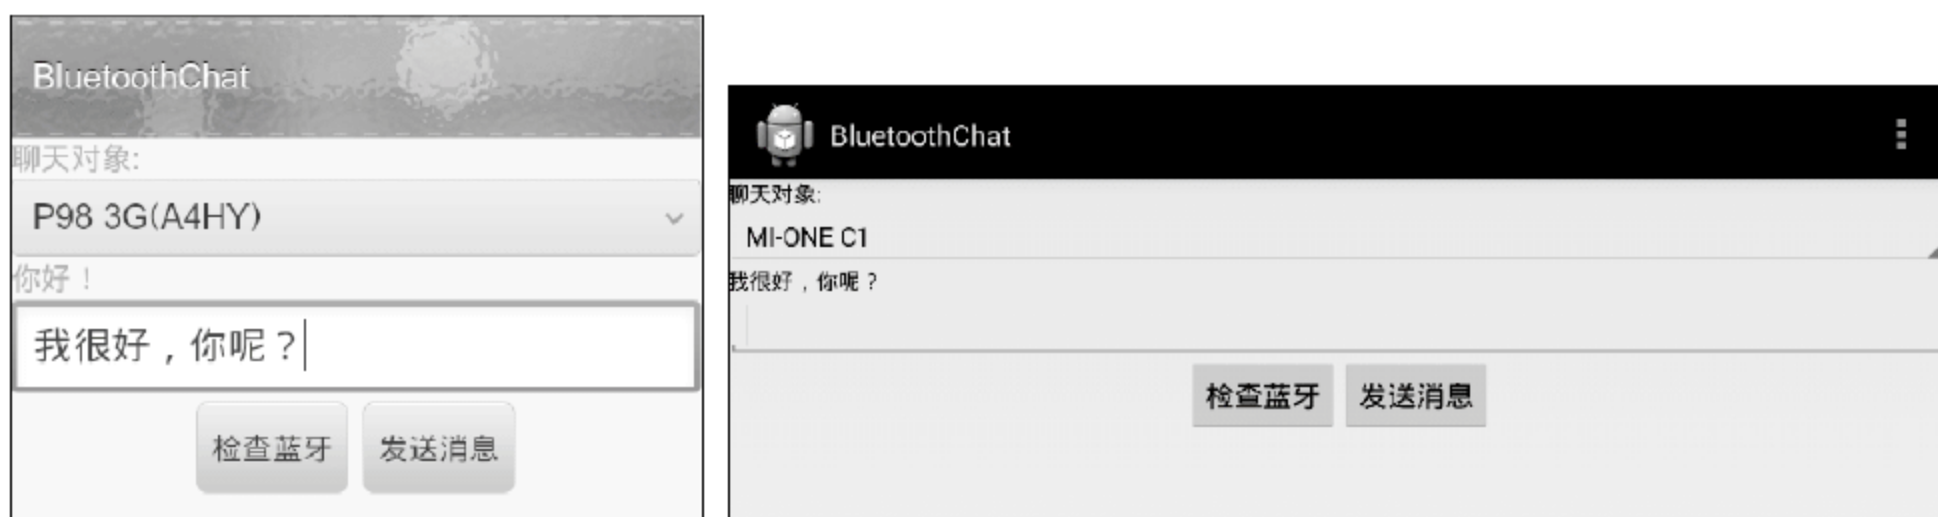 BluetoothChat
聊天对象:
P98 3G(A4HY)
你好！
我很好，你呢？
检查蓝牙 发送消息
BluetoothChat
聊天对象:
MI-ONE C1
我很好，你呢？
检查蓝牙 发送消息